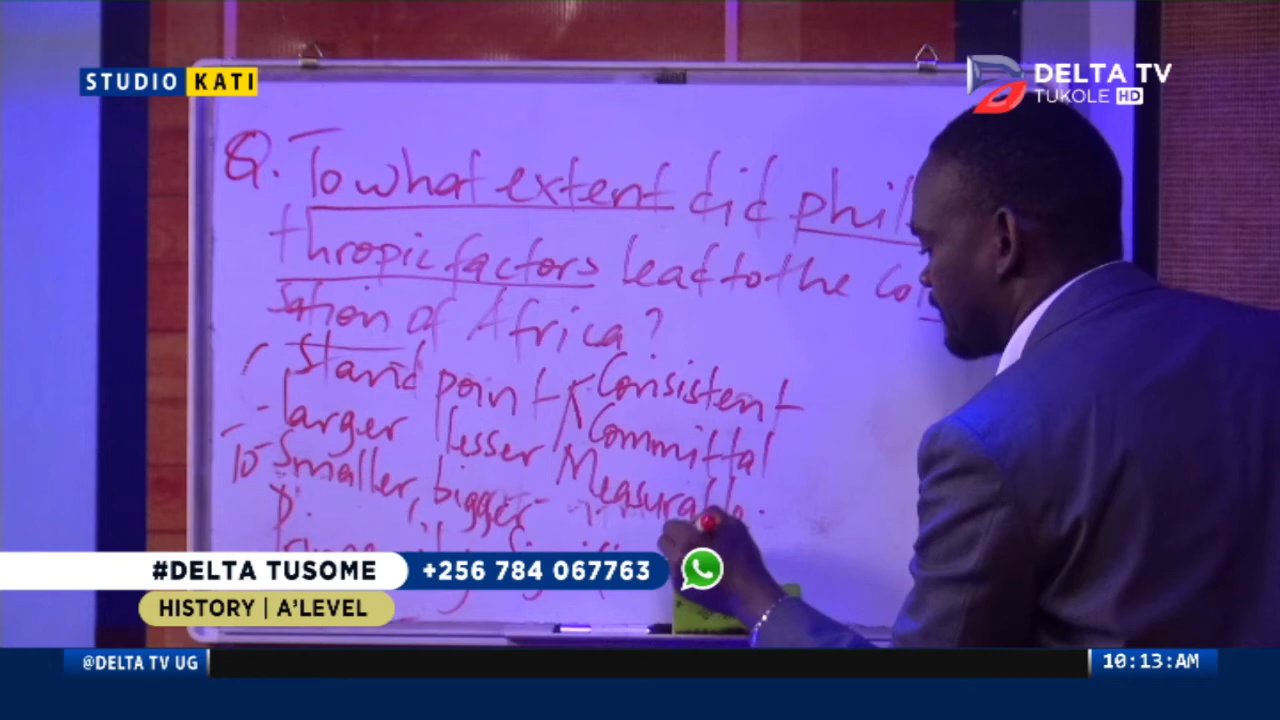 STUDIO KATI
DELTA TV
TUKOLE HD
Q. To what extent did phil
thropic factors lead to the Co
sation of Africa?
Stand point Consistent
larger lesser Committal
Smaller, bigger Measurable.
#DELTA TUSOME +256 784 067763
HISTORY | A'LEVEL
@DELTA TV UG 10:13:AM